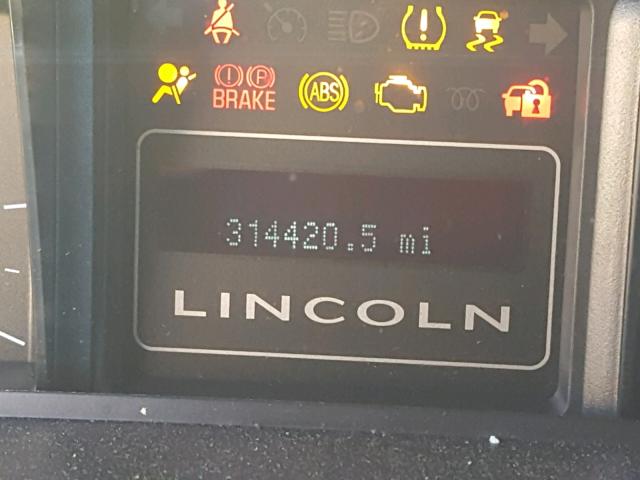 ! 
(!) (P) ABS
BRAKE
314420.5 mi
LINCOLN